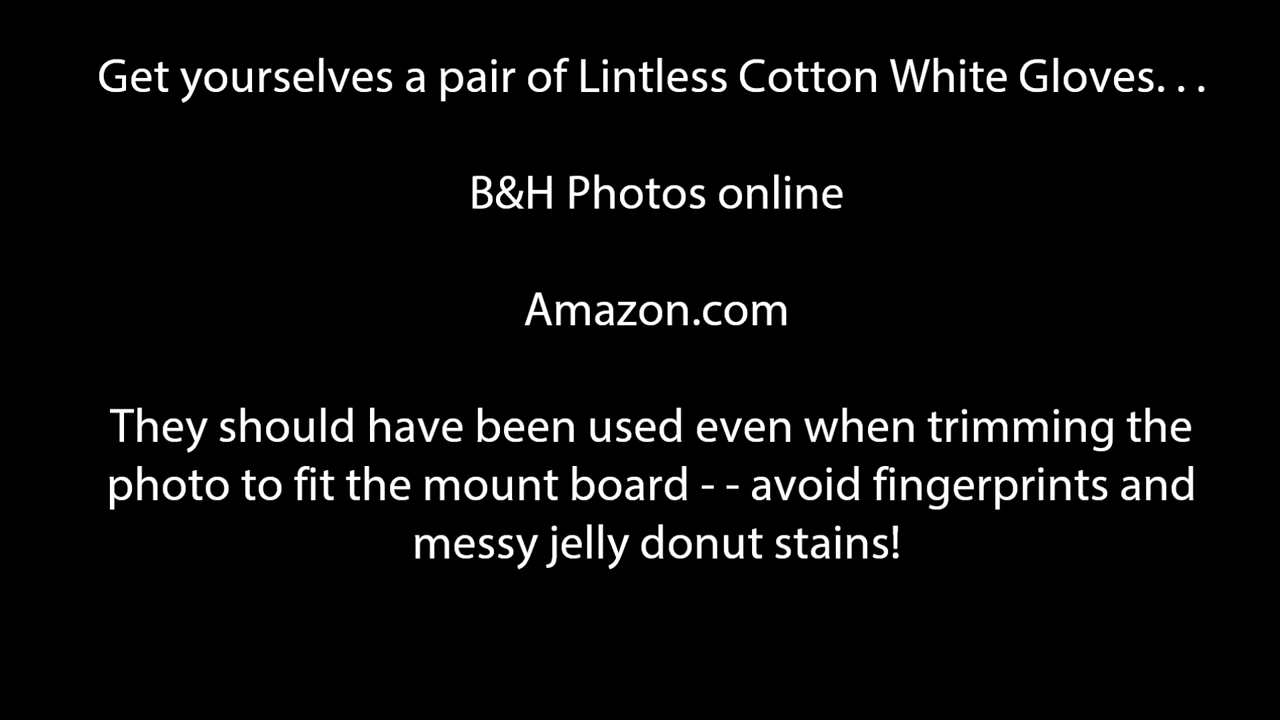 Get yourselves a pair of Lintless Cotton White Gloves. . .
B&H Photos online
Amazon.com
They should have been used even when trimming the
photo to fit the mount board - - avoid fingerprints and
messy jelly donut stains!